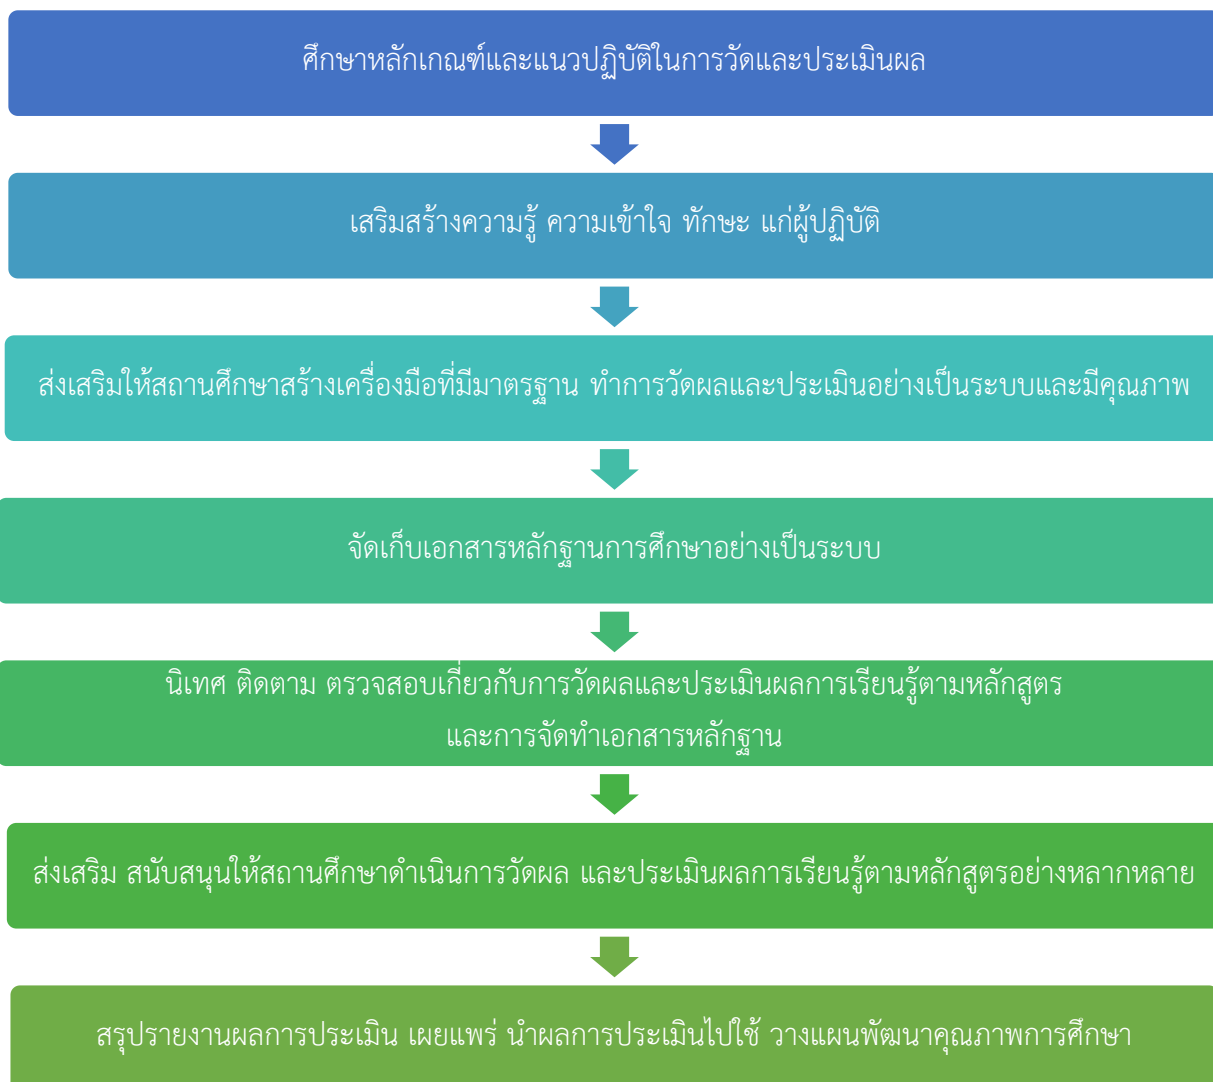 ศึกษาหลักเกณฑ์และแนวปฏิบัติในการวัดและประเมินผล
เสริมสร้างความรู้ ความเข้าใจ ทักษะ แก่ผู้ปฏิบัติ
ส่งเสริมให้สถานศึกษาสร้างเครื่องมือที่มีมาตรฐาน ทำการวัดผลและประเมินอย่างเป็นระบบและมีคุณภาพ
จัดเก็บเอกสารหลักฐานการศึกษาอย่างเป็นระบบ
นิเทศ ติดตาม ตรวจสอบเกี่ยวกับการวัดผลและประเมินผลการเรียนรู้ตามหลักสูตร
และการจัดทำเอกสารหลักฐาน
ส่งเสริม สนับสนุนให้สถานศึกษาดำเนินการวัดผล และประเมินผลการเรียนรู้ตามหลักสูตรอย่างหลากหลาย
สรุปรายงานผลการประเมิน เผยแพร่ นำผลการประเมินไปใช้ วางแผนพัฒนาคุณภาพการศึกษา